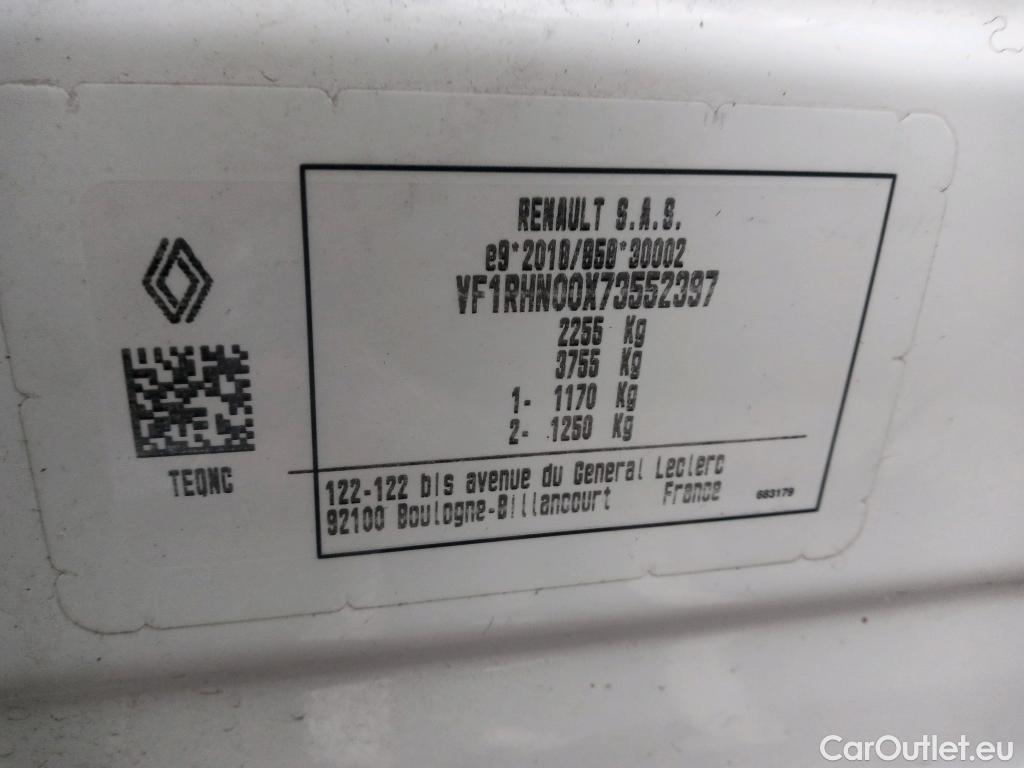 RENAULT S.A.S.
e9*2018/858*30002
VF1RHN00X73552397
2255 Kg
3755 Kg
1- 1170 Kg
2- 1250 Kg
TEQNC
122-122 bis avenue du General Leclerc
92100 Boulogne-Billancourt France
683179
CarOutlet.eu